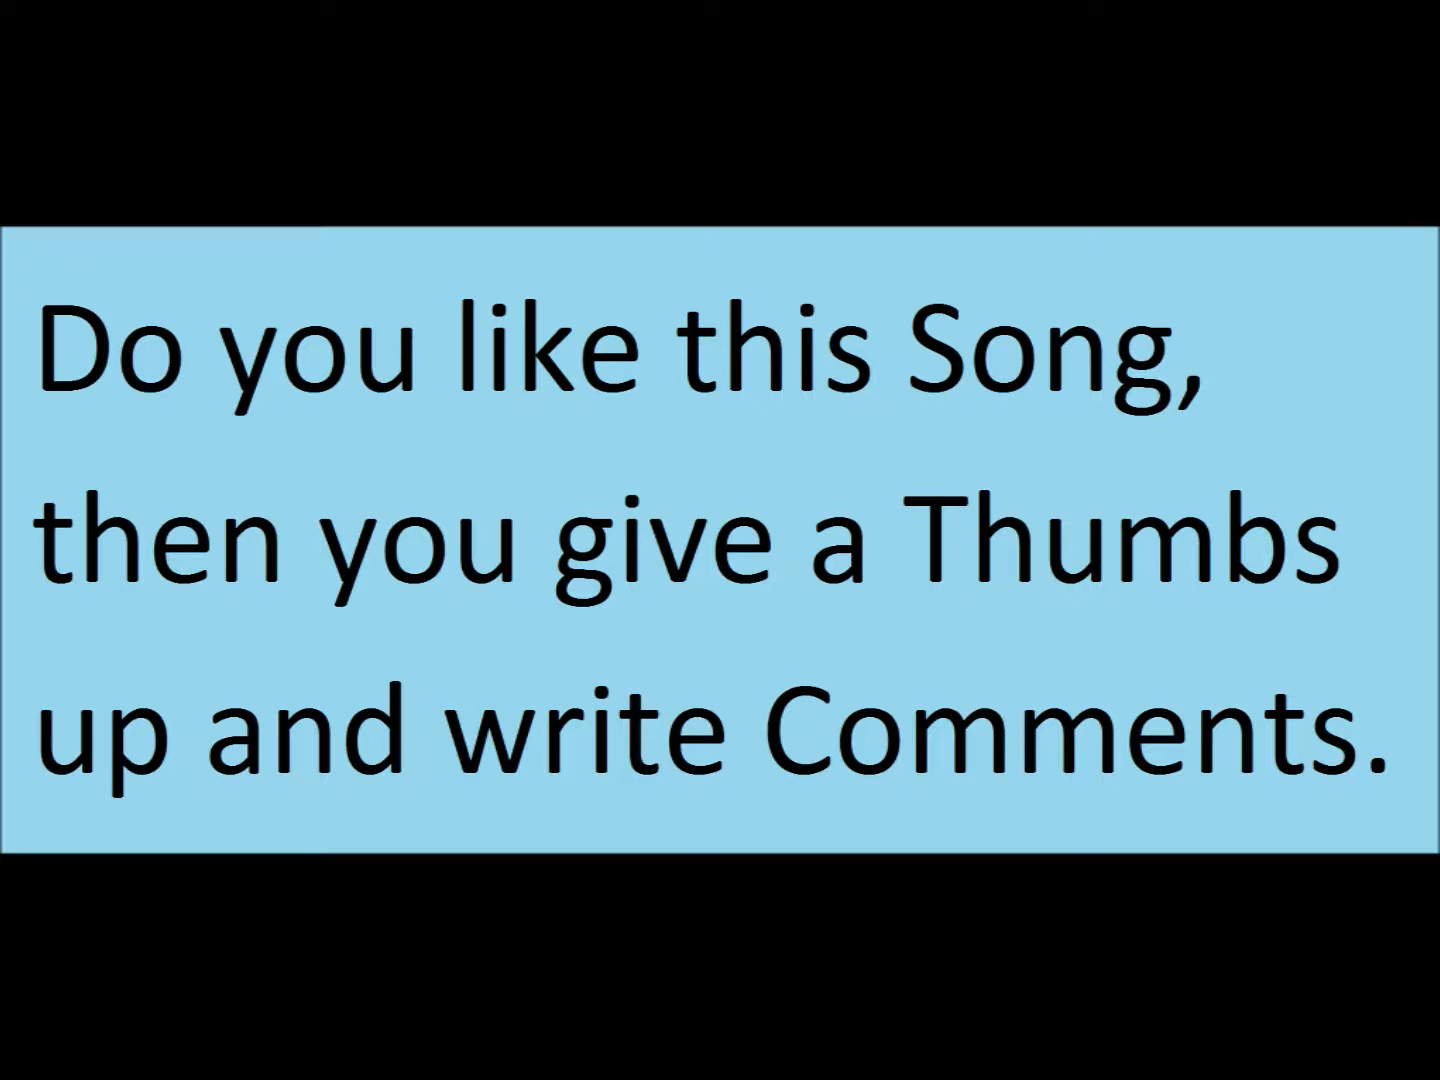 Do you like this Song,
then you give a Thumbs
up and write Comments.